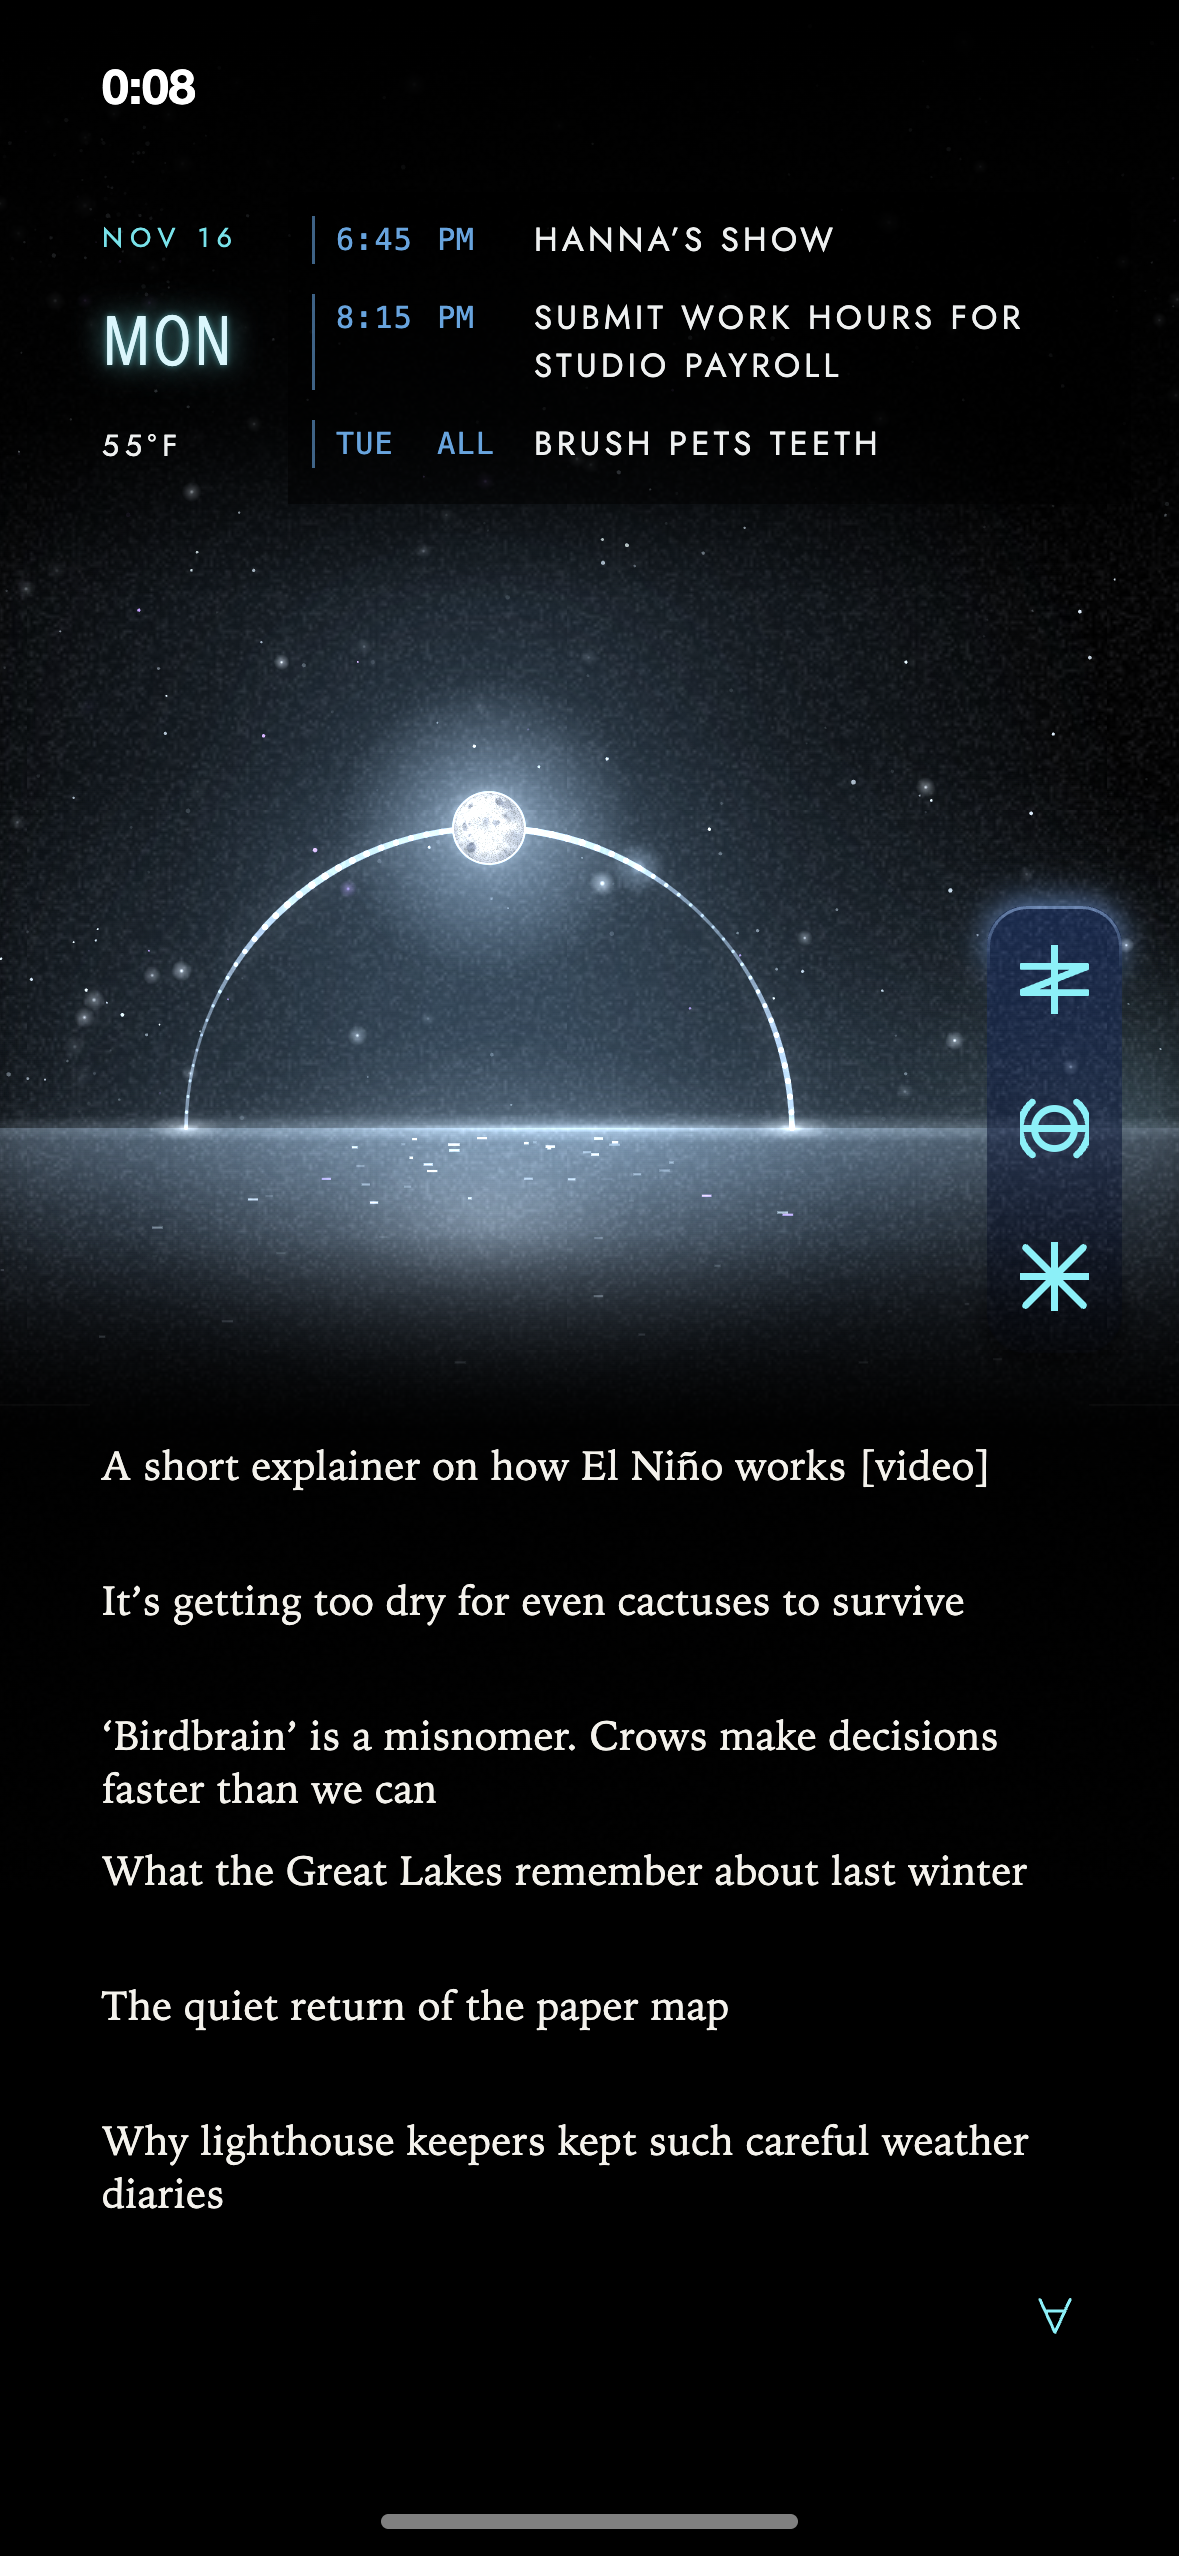 0:08
NOV 16
MON
55°F
6:45 PM HANNA’S SHOW
8:15 PM SUBMIT WORK HOURS FOR
STUDIO PAYROLL
TUE ALL BRUSH PETS TEETH
A short explainer on how El Niño works [video]
It’s getting too dry for even cactuses to survive
‘Birdbrain’ is a misnomer. Crows make decisions
faster than we can
What the Great Lakes remember about last winter
The quiet return of the paper map
Why lighthouse keepers kept such careful weather
diaries